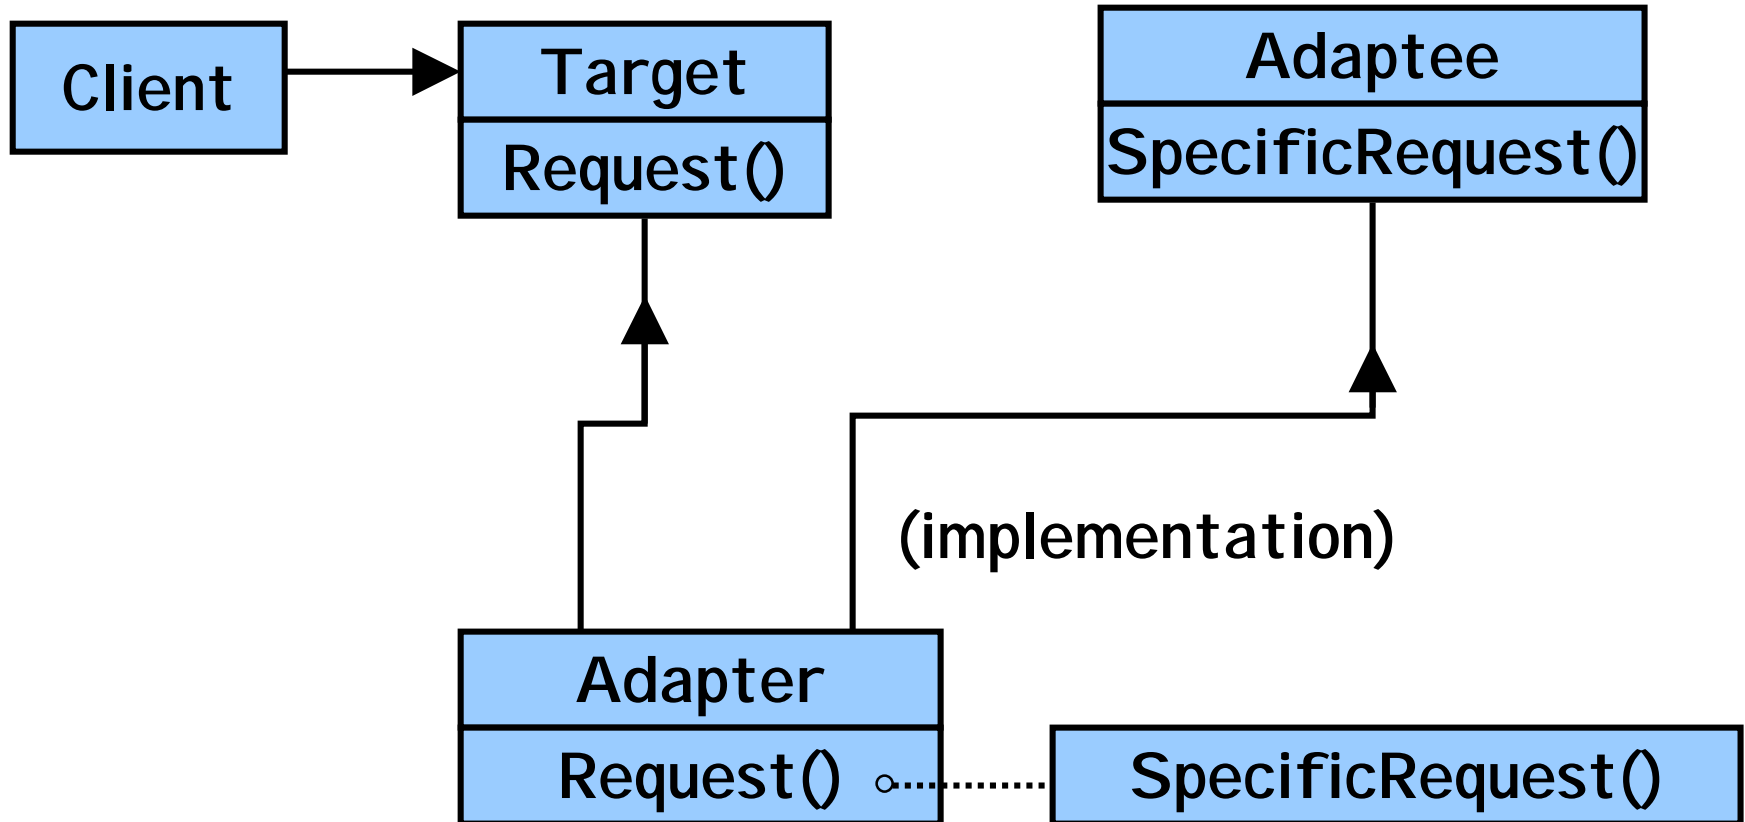 Client
Target
Request()
Adaptee
SpecificRequest()
(implementation)
Adapter
Request()
SpecificRequest()